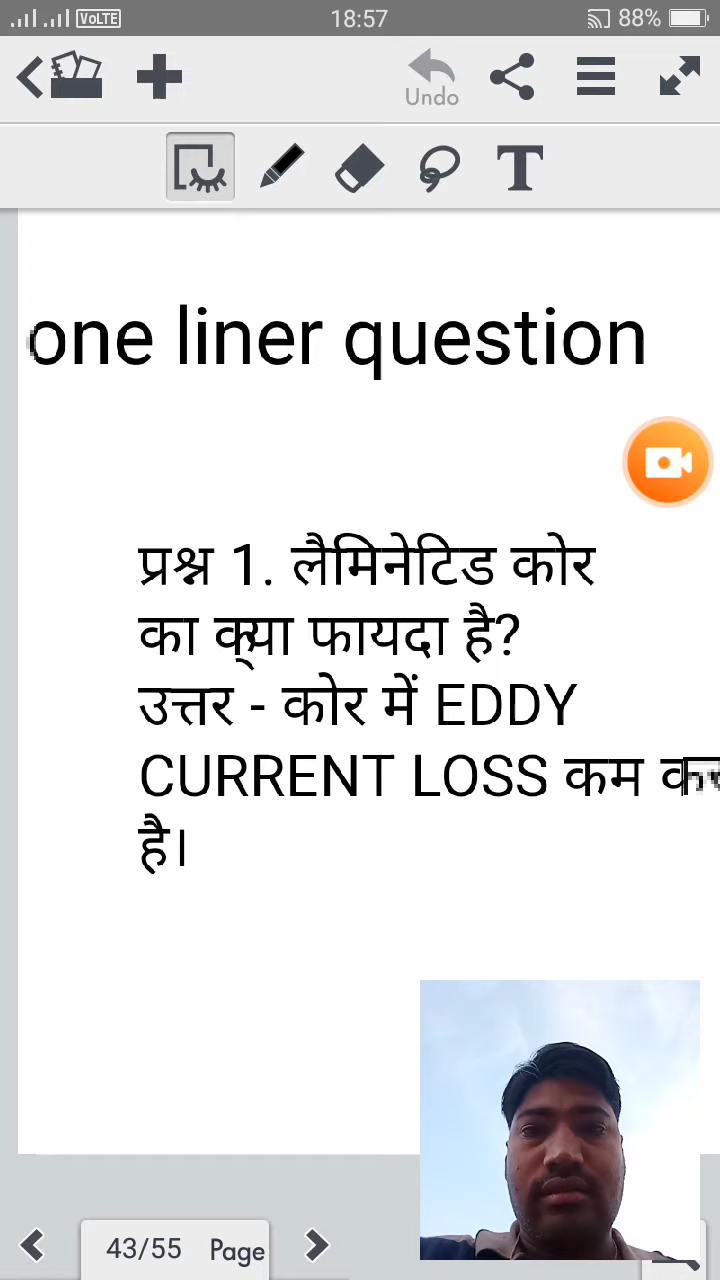 VoLTE 18:57 88%
Undo
T
one liner question
प्रश्न 1. लैमिनेटिड कोर
का क्या फायदा है?
उत्तर - कोर में EDDY
CURRENT LOSS कम
है।
43/55 Page